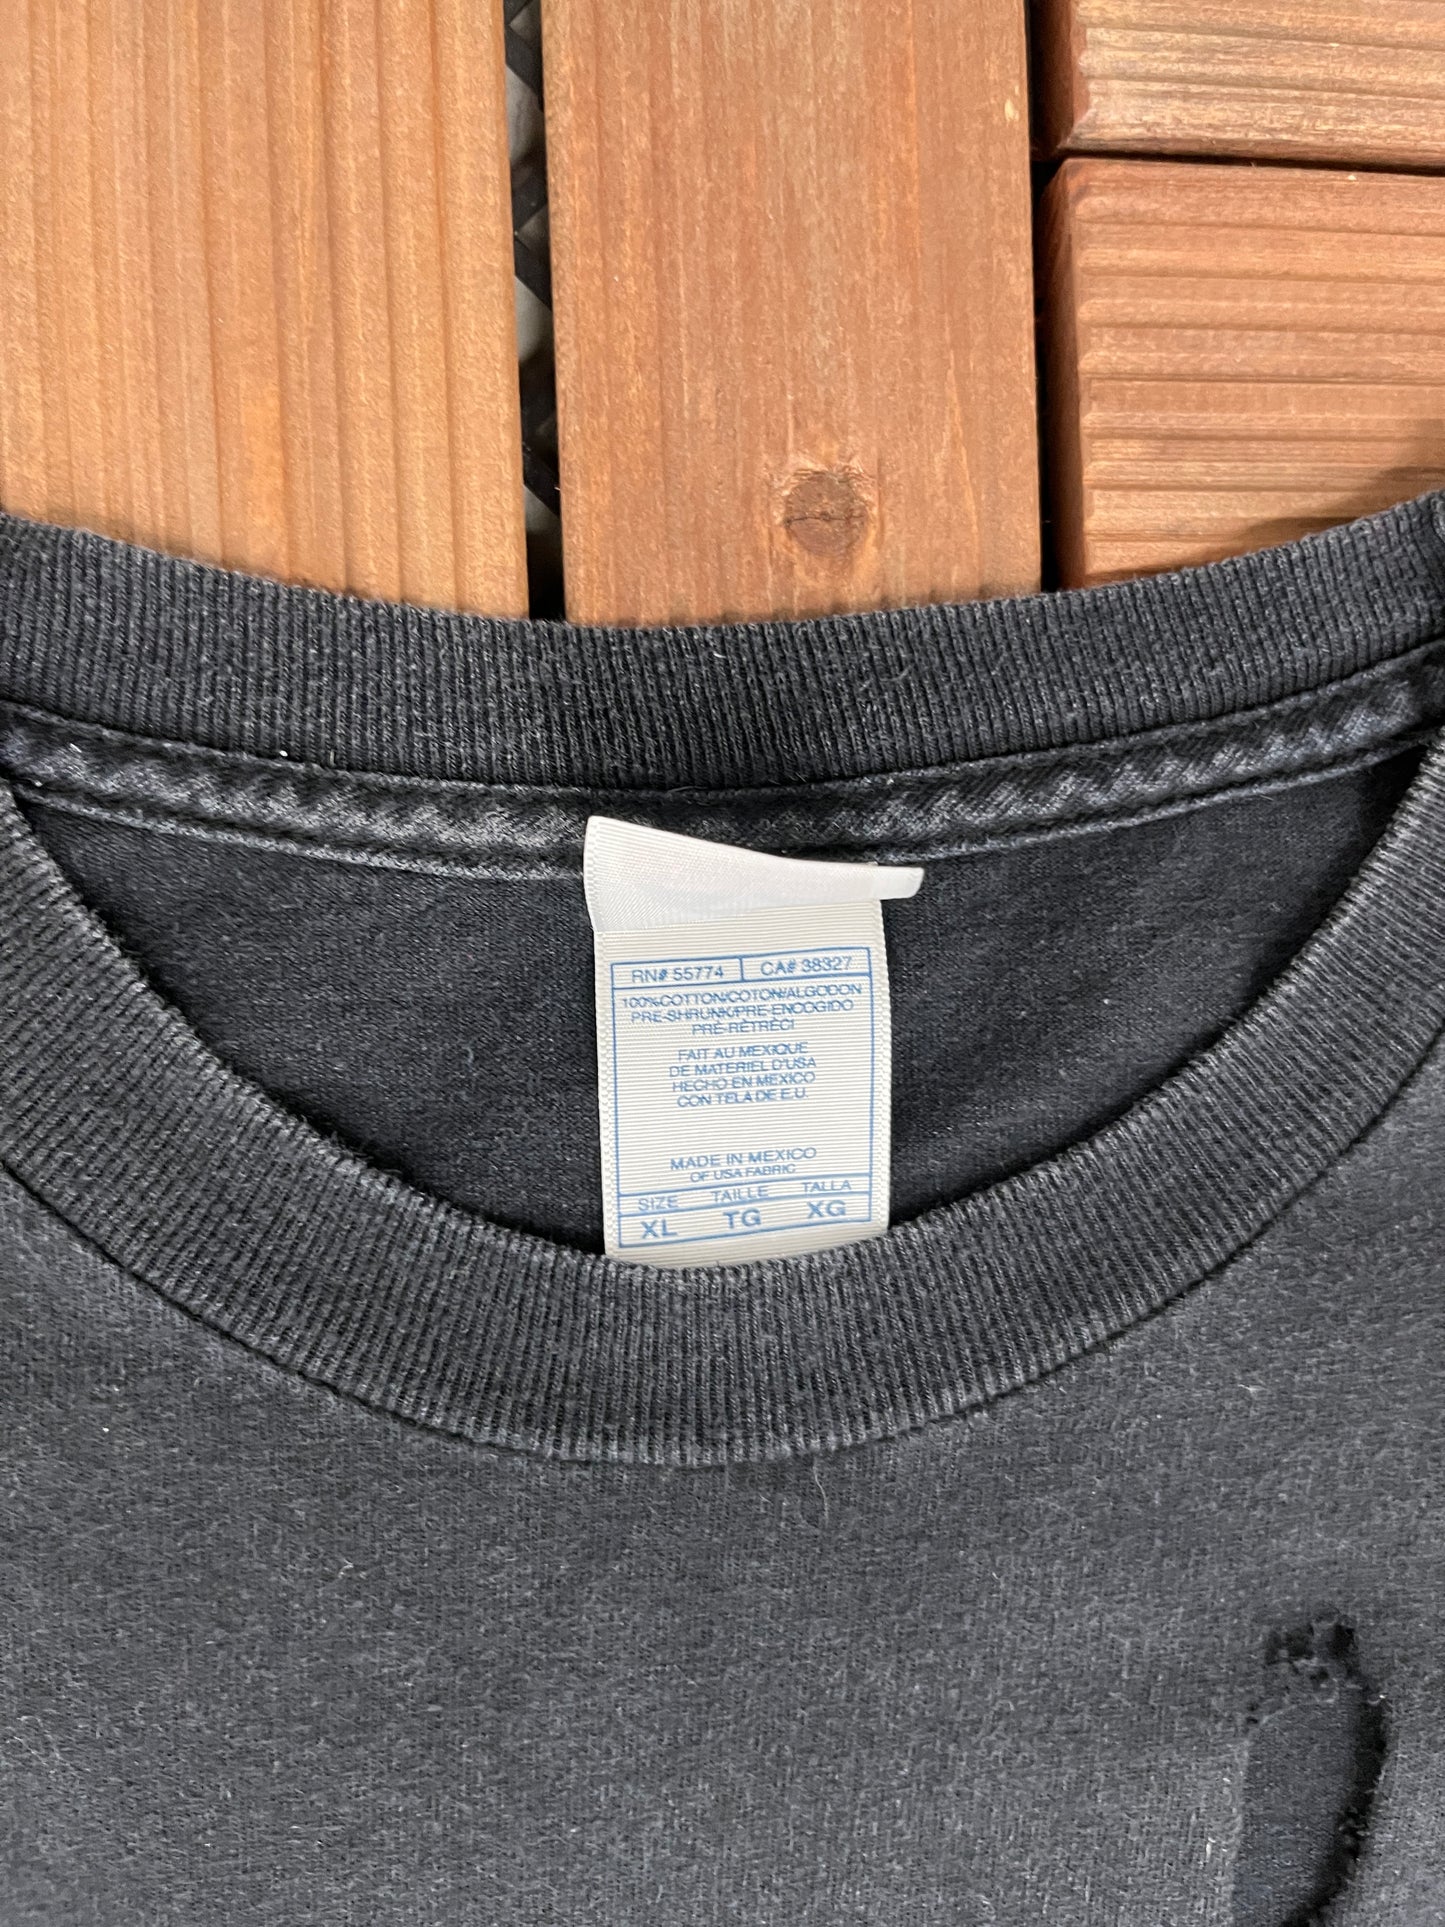 RN# 55774 CA# 38327
100%COTTON/COTON/ALGODON
PRE-SHRUNK/PRE-ENCOGIDO
PRÉ-RÉTRÉCI
FAIT AU MEXIQUE
DE MATERIEL D'USA
HECHO EN MEXICO
CON TELA DE E.U.
MADE IN MEXICO
OF USA FABRIC
SIZE TAILLE TALLA
XL TG XG